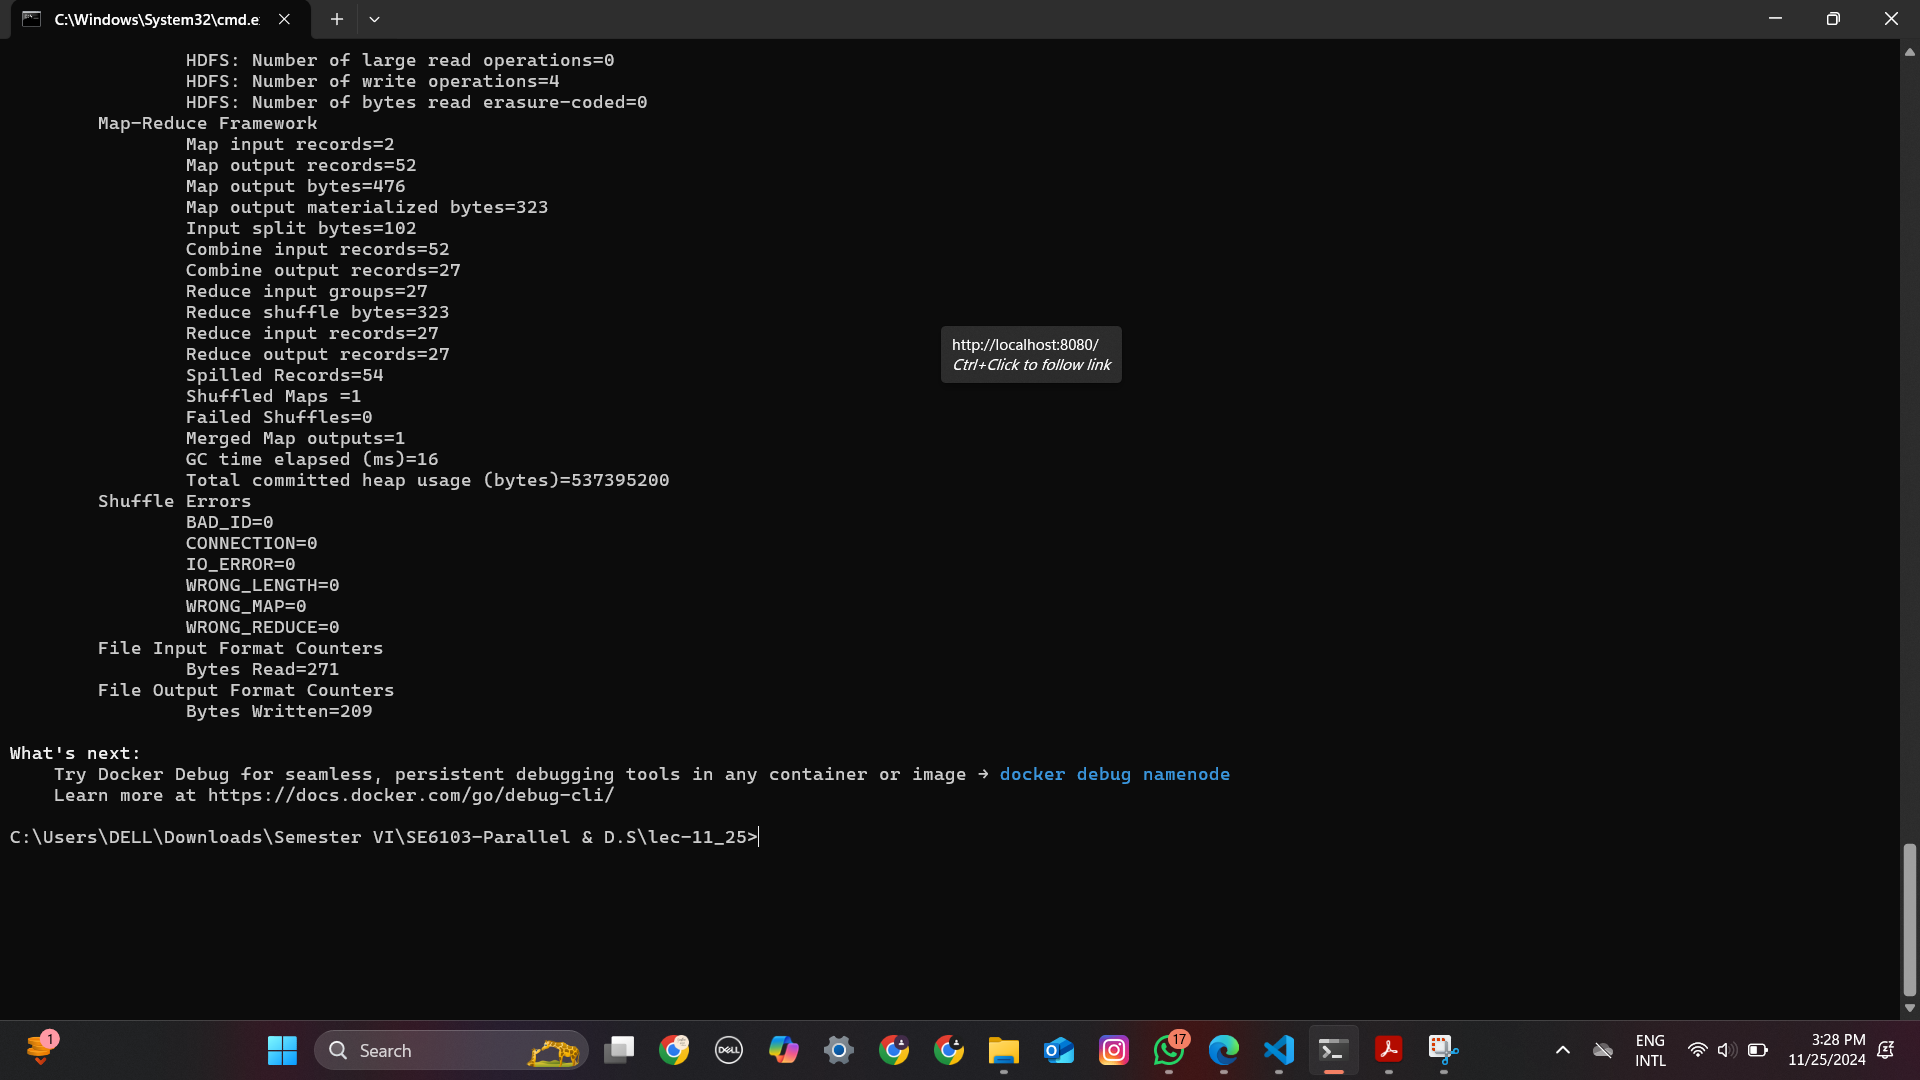 C:\Windows\System32\cmd.e
HDFS: Number of large read operations=0
HDFS: Number of write operations=4
HDFS: Number of bytes read erasure-coded=0
Map-Reduce Framework
Map input records=2
Map output records=52
Map output bytes=476
Map output materialized bytes=323
Input split bytes=102
Combine input records=52
Combine output records=27
Reduce input groups=27
Reduce shuffle bytes=323
Reduce input records=27
Reduce output records=27
Spilled Records=54
Shuffled Maps =1
Failed Shuffles=0
Merged Map outputs=1
GC time elapsed (ms)=16
Total committed heap usage (bytes)=537395200
http://localhost:8080/
Ctrl+Click to follow link
Shuffle Errors
BAD_ID=0
CONNECTION=0
IO_ERROR=0
WRONG_LENGTH=0
WRONG_MAP=0
WRONG_REDUCE=0
File Input Format Counters
Bytes Read=271
File Output Format Counters
Bytes Written=209
What's next:
Try Docker Debug for seamless, persistent debugging tools in any container or image → docker debug namenode
Learn more at https://docs.docker.com/go/debug-cli/
C:\Users\DELL\Downloads\Semester VI\SE6103-Parallel & D.S\lec-11_25>
1
Search
DELL
17
ENG
INTL
3:28 PM
11/25/2024